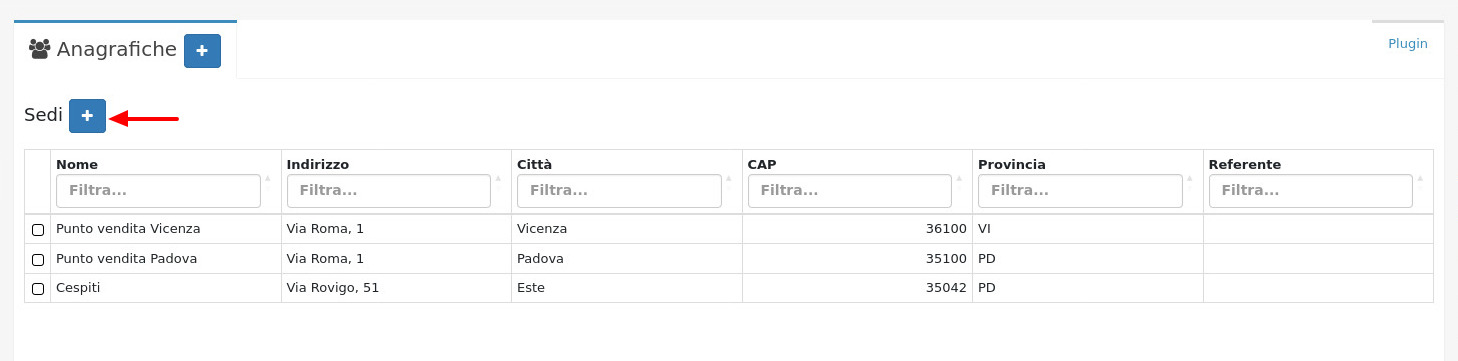 Anagrafiche +
Plugin
Sedi +
Nome Indirizzo Città CAP Provincia Referente
Filtra... Filtra... Filtra... Filtra... Filtra... Filtra...
Punto vendita Vicenza Via Roma, 1 Vicenza 36100 VI
Punto vendita Padova Via Roma, 1 Padova 35100 PD
Cespiti Via Rovigo, 51 Este 35042 PD